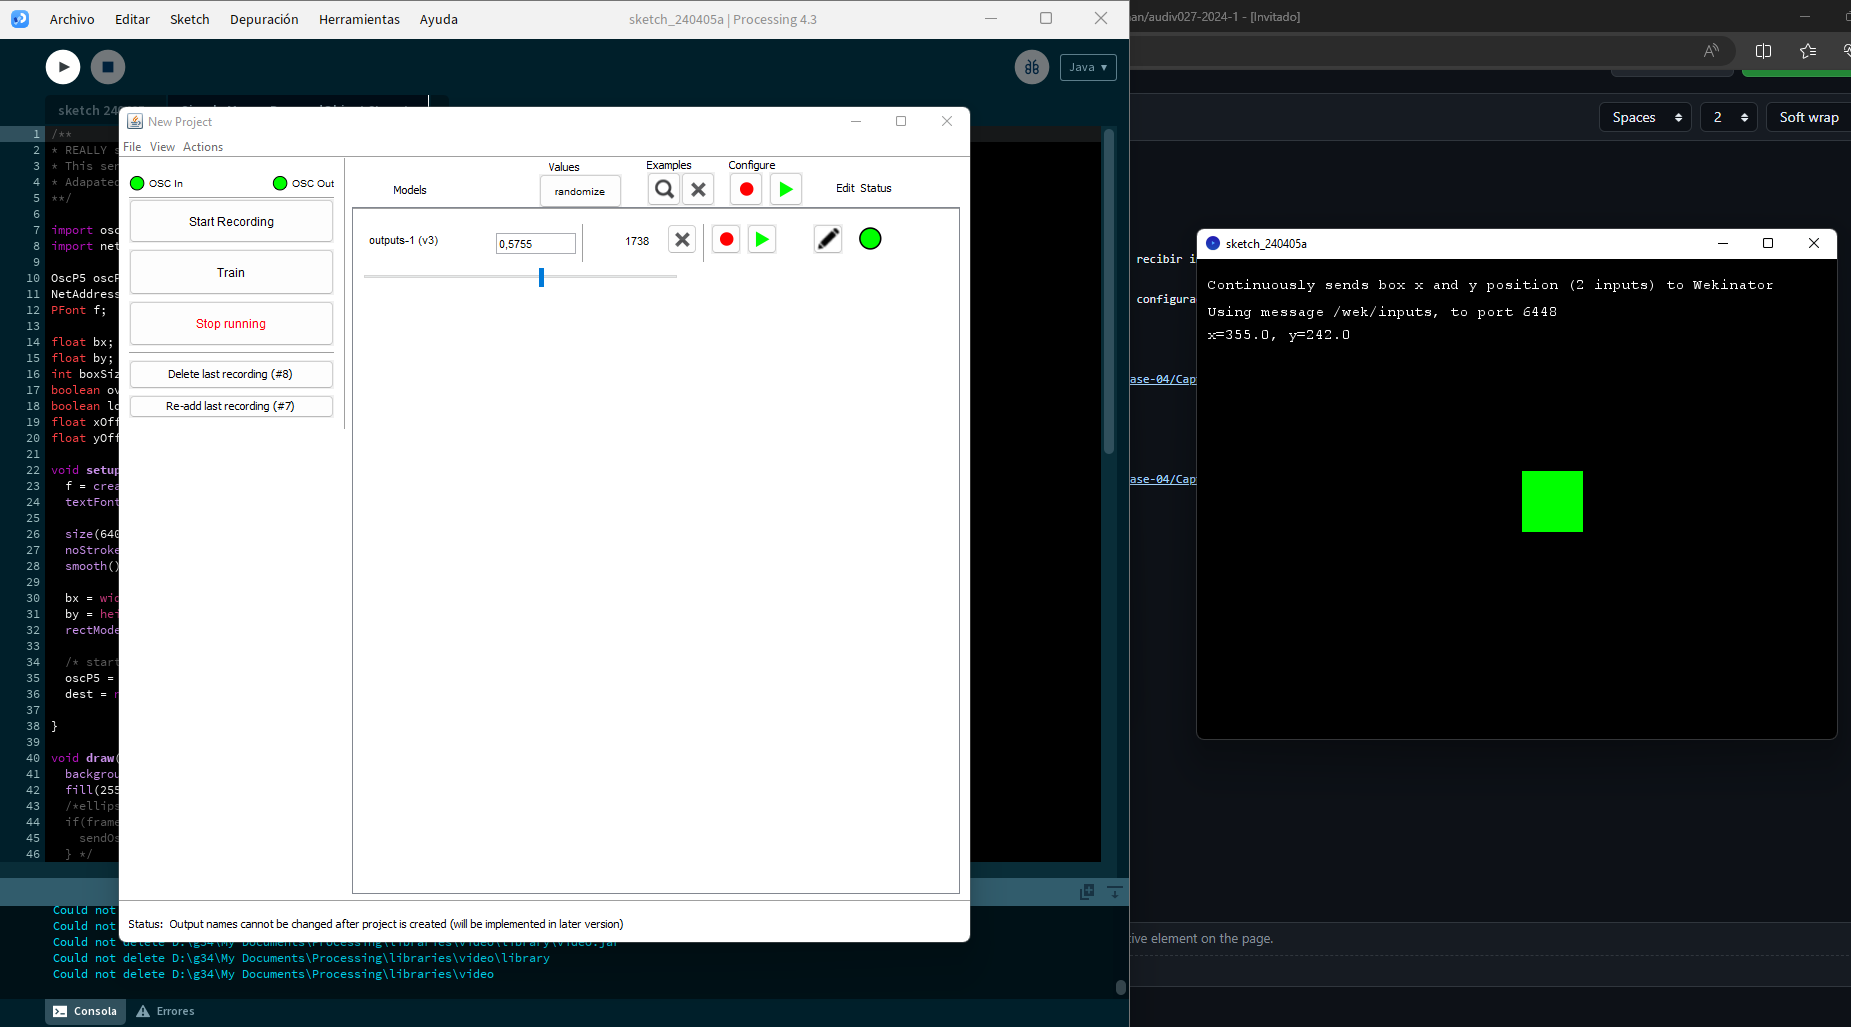 Archivo Editar Sketch Depuración Herramientas Ayuda
sketch_240405a | Processing 4.3
Java
sketch 24
1 /**
2 * REALLY s
3 * This ser
4 * Adapated
5 **/
6
7 import osc
8 import net
9
10 OscP5 oscP
11 NetAddress
12 PFont f;
13
14 float bx;
15 float by;
16 int boxSiz
17 boolean ov
18 boolean lo
19 float xOff
20 float yOff
21
22 void setup
23 f = crea
24 textFont
25
26 size(640
27 noStroke
28 smooth()
29
30 bx = wid
31 by = hei
32 rectMode
33
34 /* start
35 oscP5 =
36 dest = n
37
38 }
39
40 void draw(
41 backgrou
42 fill(255
43 /*ellips
44 if(frame
45 sendOs
46 } */
Could not
Could not
Could not delete D:\g34\My Documents\Processing\libraries\video\library\video.jar
Could not delete D:\g34\My Documents\Processing\libraries\video\library
Could not delete D:\g34\My Documents\Processing\libraries\video
Consola Errores
New Project
File View Actions
OSC In OSC Out
Start Recording
Train
Stop running
Delete last recording (#8)
Re-add last recording (#7)
Models
Values
randomize
Examples
Configure
Edit Status
outputs-1 (v3)
0,5755
1738
Status: Output names cannot be changed after project is created (will be implemented in later version)
an/audiv027-2024-1 - [Invitado]
Spaces
2
Soft wrap
recibir i
configura
ase-04/Cap
ase-04/Cap
sketch_240405a
Continuously sends box x and y position (2 inputs) to Wekinator
Using message /wek/inputs, to port 6448
x=355.0, y=242.0
ive element on the page.